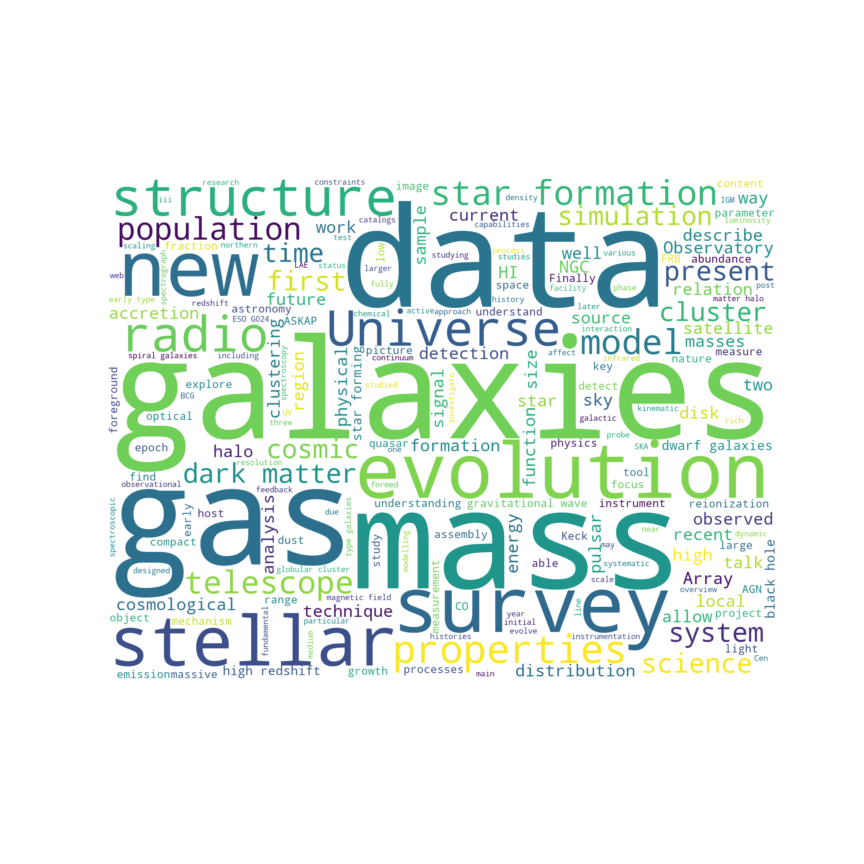 research constraints image content
iii
structure star formation density IGM way
catalogs current simulation parameter
population work sample capabilities luminosity
scaling northern test low process describe
fraction time larger well various Observatory
new data
LAE status studying studies NGC FRB abundance
web spectrograph first fully HI present
early type redshift future space history facility phase relation post
accretion ESO GO24 astronomy ASKAP active approach later source cluster matter halo
understand interaction satellite
radio Universe model masses
spiral galaxies including picture detection affect infrared nature measure
continuum size key
foreground explore BCG clustering region physical studied signal investigate detect
galaxies
optical UV spectroscopy star forming star sky disk kinematic rich two
three galactic dwarf galaxies
epoch halo cosmic quasar formation function physics SKA probe
find resolution one tool
observational dark matter evolution focus
spectroscopic feedback understanding gravitational wave instrument reionization
compact early host analysis due observed
gas mass
dust study type galaxies modelling assembly Keck energy pulsar recent near dynamic
designed globular cluster able may high large
telescope scale systematic talk black hole
cosmological range magnetic field measurement CO survey Array overview AGN
object mechanism technique year initial line allow local project
fundamental particular evolve system
stellar medium histories instrumentation light
properties science Cen
emission massive high redshift growth processes main distribution